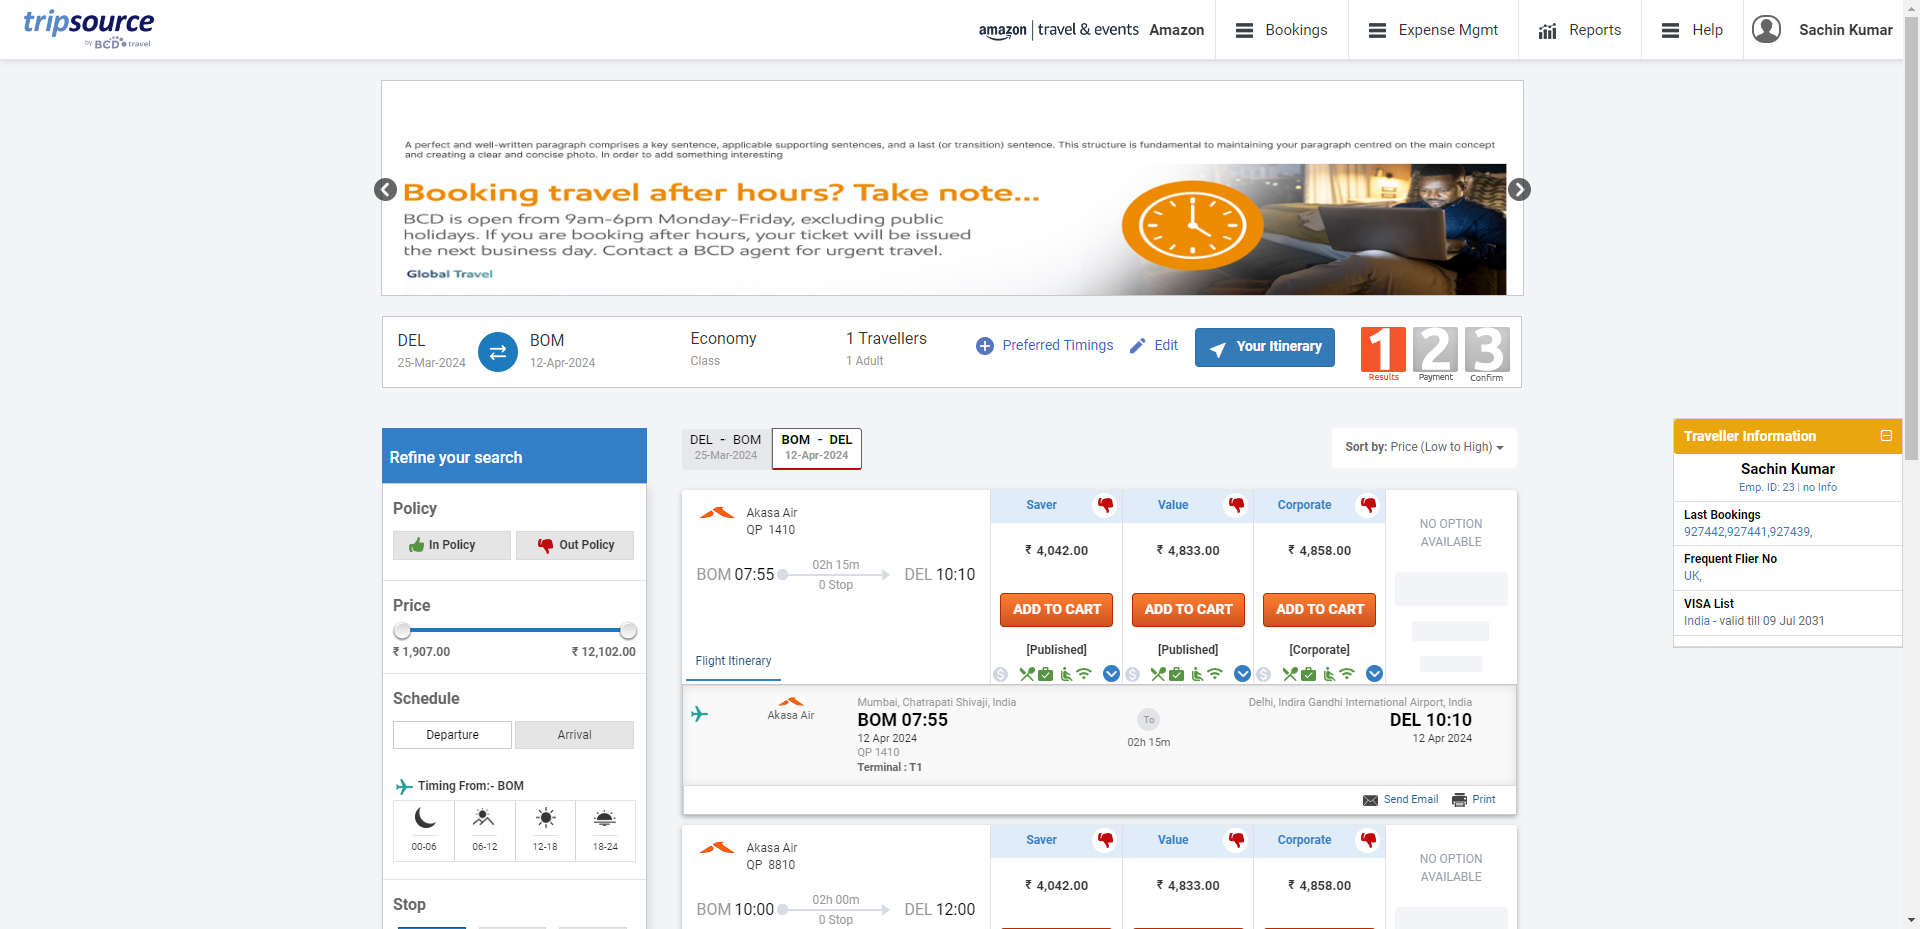 tripsource
by BCD travel
amazon | travel & events Amazon
Bookings
Expense Mgmt
Reports
Help
Sachin Kumar
A perfect and well-written paragraph comprises a key sentence, applicable supporting sentences, and a last (or transition) sentence. This structure is fundamental to maintaining your paragraph centred on the main concept
and creating a clear and concise photo. In order to add something interesting
Booking travel after hours? Take note...
BCD is open from 9am-6pm Monday-Friday, excluding public
holidays. If you are booking after hours, your ticket will be issued
the next business day. Contact a BCD agent for urgent travel.
Global Travel
DEL
25-Mar-2024
BOM
12-Apr-2024
Economy
Class
1 Travellers
1 Adult
Preferred Timings
Edit
Your Itinerary
1 2 3
Results Payment Confirm
Refine your search
Policy
In Policy
Out Policy
Price
₹ 1,907.00
₹ 12,102.00
Schedule
Departure
Arrival
Timing From:- BOM
00-06
06-12
12-18
18-24
Stop
DEL - BOM
25-Mar-2024
BOM - DEL
12-Apr-2024
Sort by: Price (Low to High)
Akasa Air
QP 1410
BOM 07:55
02h 15m
0 Stop
DEL 10:10
Flight Itinerary
Saver
₹ 4,042.00
ADD TO CART
[Published]
$
Value
₹ 4,833.00
ADD TO CART
[Published]
$
Corporate
₹ 4,858.00
ADD TO CART
[Corporate]
$
NO OPTION
AVAILABLE
Akasa Air
Mumbai, Chatrapati Shivaji, India
BOM 07:55
12 Apr 2024
QP 1410
Terminal : T1
To
02h 15m
Delhi, Indira Gandhi International Airport, India
DEL 10:10
12 Apr 2024
Send Email
Print
Akasa Air
QP 8810
BOM 10:00
02h 00m
0 Stop
DEL 12:00
Saver
₹ 4,042.00
Value
₹ 4,833.00
Corporate
₹ 4,858.00
NO OPTION
AVAILABLE
Traveller Information
Sachin Kumar
Emp. ID: 23 | no Info
Last Bookings
927442,927441,927439,
Frequent Flier No
UK,
VISA List
India - valid till 09 Jul 2031